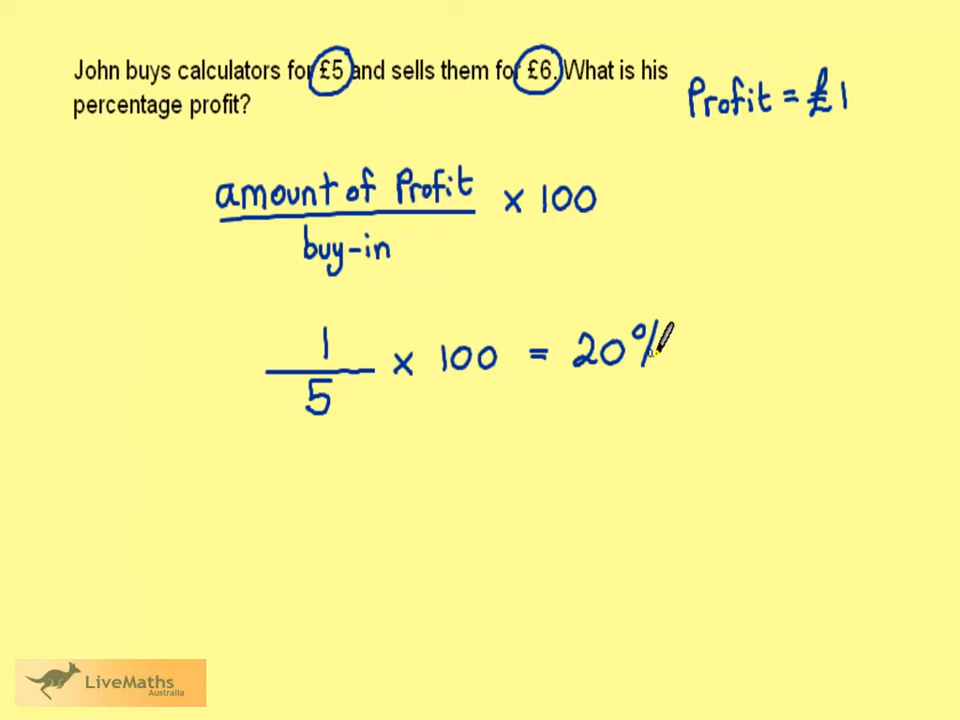 John buys calculators for £5 and sells them for £6. What is his
percentage profit?
Profit = £1
amount of Profit × 100
buy-in
1
5 × 100 = 20%
LiveMaths
Australia